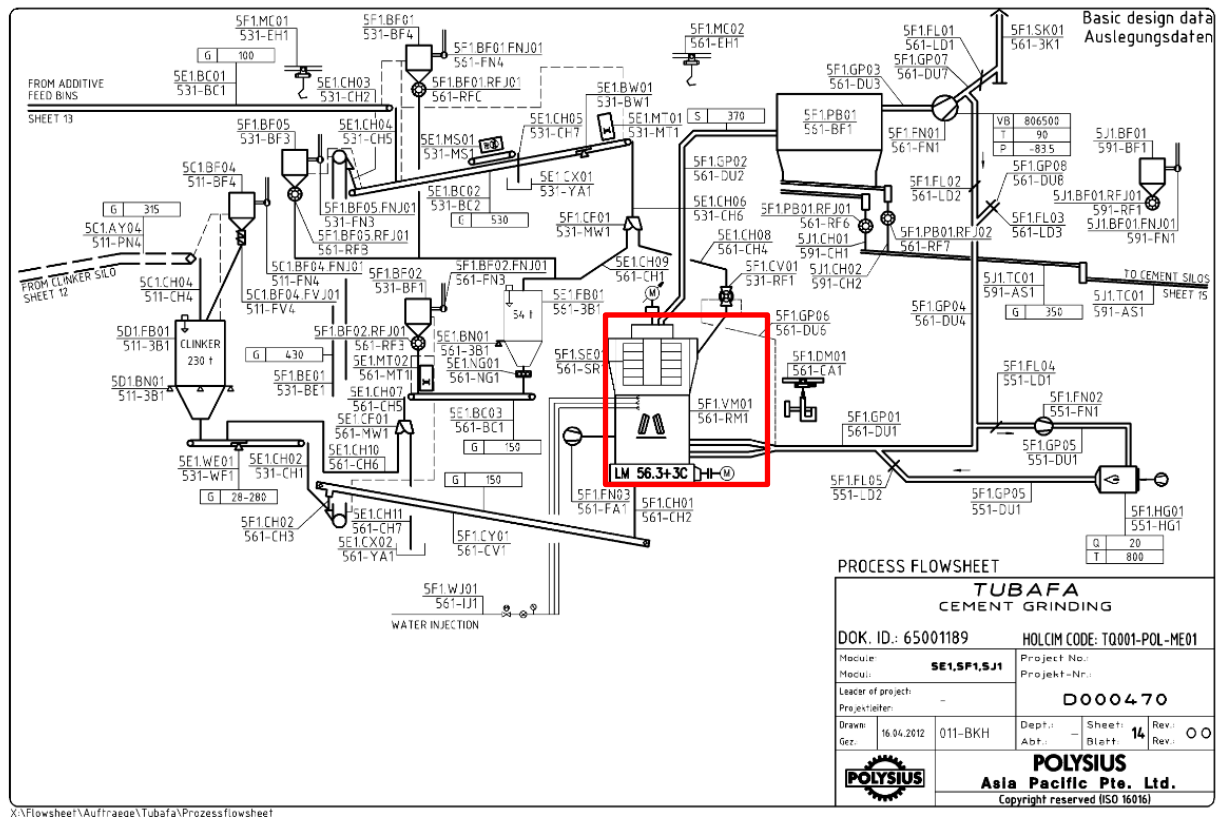 Basic design data
Auslegungsdaten
5F1.MC01
531-EH1
5F1.BF01
531-BF4
5F1.BF01.FNJ01
561-FN4
5F1.BF01.RFJ01
561-RFC
G 100
5E1.BC01
531-BC1
FROM ADDITIVE
FEED BINS
SHEET 13
5E1.CH03
531-CH2
5E1.CH04
531-CH5
5F1.BF05
531-BF3
5E1.MS01
531-MS1
5E1.CH05
531-CH7
5E1.BW01
531-BW1
5E1.MT01
531-MT1
5F1.MC02
561-EH1
S 370
5F1.PB01
551-BF1
5F1.GP03
561-DU3
5F1.GP07
561-DU7
5F1.FL01
561-LD1
5F1.SK01
561-3K1
5F1.FN01
561-FN1
VB 806500
T 90
P -83.5
5J1.BF01
591-BF1
5F1.GP08
561-DU8
5F1.FL02
561-LD2
5F1.FL03
561-LD3
5J1.BF01.RFJ01
591-RF1
5J1.BF01.FNJ01
591-FN1
5C1.BF04
511-BF4
G 315
5C1.AY04
511-PN4
FROM CLINKER SILO
SHEET 12
5C1.CH04
511-CH4
5F1.BF05.FNJ01
531-FN3
5F1.BF05.RFJ01
561-RF8
5C1.BF04.FNJ01
511-FN4
5C1.BF04.FVJ01
511-FV4
5E1.BC02
531-BC2
G 530
5E1.CX01
531-YA1
5F1.CF01
531-MW1
5F1.GP02
561-DU2
5E1.CH06
531-CH6
5E1.CH08
561-CH4
5E1.CH09
561-CH1
M
5F1.CV01
531-RF1
5F1.GP06
561-DU6
5F1.PB01.RFJ01
561-RF6
5F1.PB01.RFJ02
561-RF7
5J1.CH01
591-CH1
5J1.CH02
591-CH2
5J1.TC01
591-AS1
G 350
TO CEMENT SILOS
SHEET 15
5J1.TC01
591-AS1
5F1.GP04
561-DU4
5D1.FB01
511-3B1
CLINKER
230 t
5D1.BN01
511-3B1
G 430
5F1.BE01
531-BE1
5F1.BF02
531-BF1
5F1.BF02.FNJ01
561-FN3
5F1.BF02.RFJ01
561-RF3
5E1.MT02
561-MT1
5E1.FB01
561-3B1
54 t
5E1.BN01
561-3B1
5E1.NG01
561-NG1
5E1.BC03
561-BC1
G 150
5E1.CH07
561-CH5
5E1.CF01
561-MW1
5E1.CH10
561-CH6
5F1.SE01
561-SR
5F1.VM01
561-RM1
LM 56.3+3C
M
5F1.DM01
561-CA1
5F1.GP01
561-DU1
5F1.FL04
551-LD1
5F1.FN02
551-FN1
5F1.GP05
551-DU1
5F1.FL05
551-LD2
5F1.GP05
551-DU1
5F1.HG01
551-HG1
Q 20
T 800
5E1.WE01
531-WF1
G 28-280
5E1.CH02
531-CH1
5F1.CH02
561-CH3
5E1.CH11
561-CH7
5E1.CX02
561-YA1
G 150
5F1.CY01
561-CV1
5F1.FN03
561-FA1
5F1.CH01
561-CH2
5F1.WJ01
561-IJ1
WATER INJECTION
PROCESS FLOWSHEET
TUBAFA
CEMENT GRINDING
DOK. ID.: 65001189
HOLCIM CODE: TQ001-POL-ME01
Module:
Modul:
5E1,5F1,5J1
Project No.:
Projekt-Nr.:
D000470
Leader of project:
Projektleiter:
-
Drawn:
Gez.
16.04.2012
011-BKH
Dept.:
Abt.:
-
Sheet:
Blatt:
14
Rev.:
Rev.:
00
POLYSIUS
POLYSIUS
Asia Pacific Pte. Ltd.
Copyright reserved (ISO 16016)
X:\Flowsheet\Auftraege\Tubafa\Prozessflowsheet